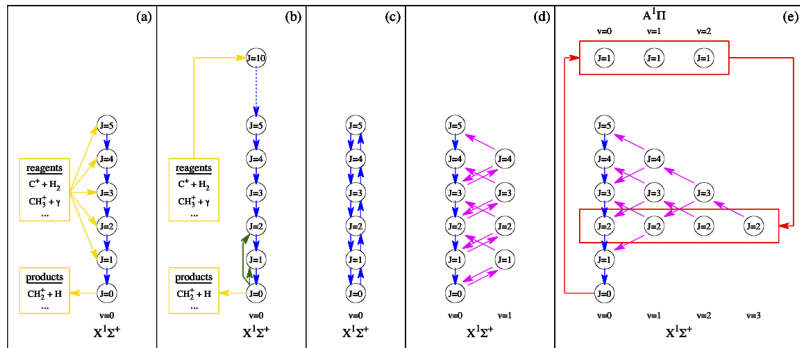 (a)
J=5
J=4
reagents
C⁺ + H₂
J=3
CH₃⁺ + γ
...
J=2
J=1
products
CH₂⁺ + H
J=0
...
v=0
X¹Σ⁺
(b)
J=10
J=5
J=4
reagents
C⁺ + H₂
J=3
CH₃⁺ + γ
...
J=2
J=1
products
CH₂⁺ + H
J=0
...
v=0
X¹Σ⁺
(c)
J=5
J=4
J=3
J=2
J=1
J=0
v=0
X¹Σ⁺
(d)
J=5
J=4 J=4
J=3 J=3
J=2 J=2
J=1 J=1
J=0
v=0 v=1
X¹Σ⁺
A¹Π (e)
v=0 v=1 v=2
J=1 J=1 J=1
J=5
J=4 J=4
J=3 J=3 J=3
J=2 J=2 J=2 J=2
J=1
J=0
v=0 v=1 v=2 v=3
X¹Σ⁺